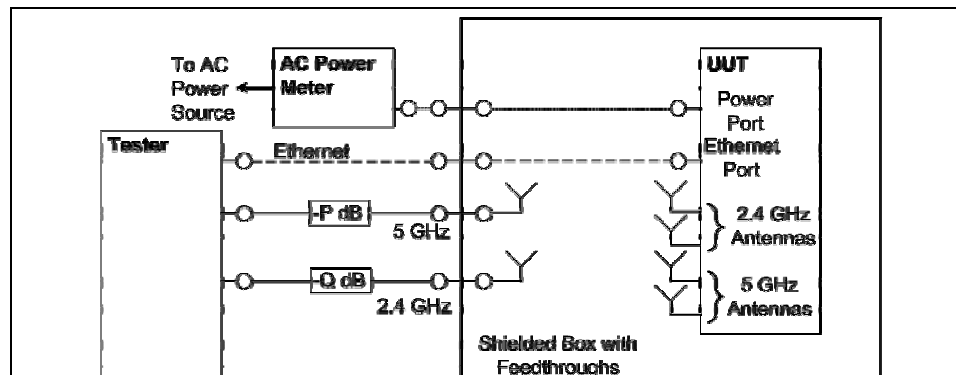 To AC
Power
Source
AC Power
Meter
UUT
Power
Port
Ethernet
Port
Tester
Ethernet
-P dB
5 GHz
2.4 GHz
Antennas
-Q dB
2.4 GHz
5 GHz
Antennas
Shielded Box with
Feedthroughs